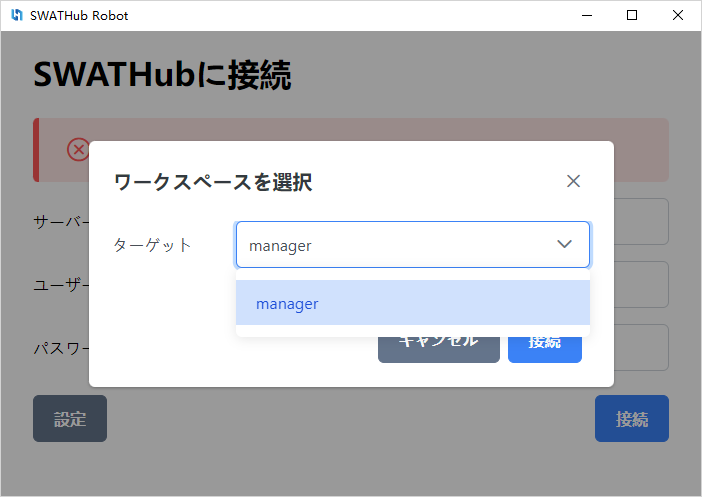 SWATHub Robot
SWATHubに接続
ワークスペースを選択
サーバー
ターゲット
manager
ユーザー
manager
パスワー
キャンセル
接続
設定
接続